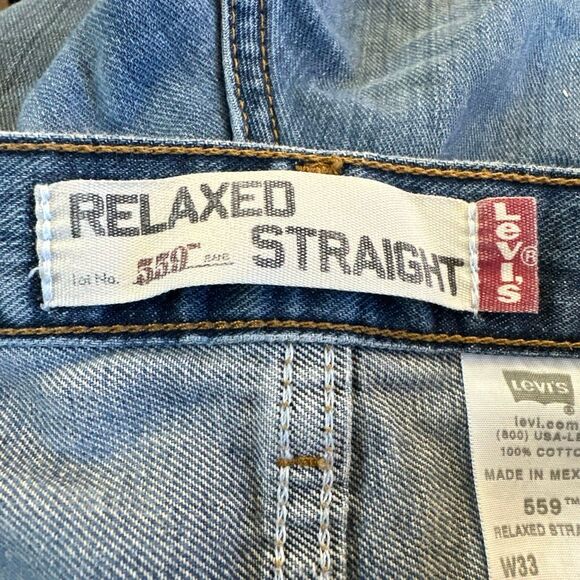 RELAXED
Lot No. 559™ STRAIGHT
Levi's®
LEVI'S®
levi.com
(800) USA-LE
100% COTTO
MADE IN MEX
559™
RELAXED STRA
W33